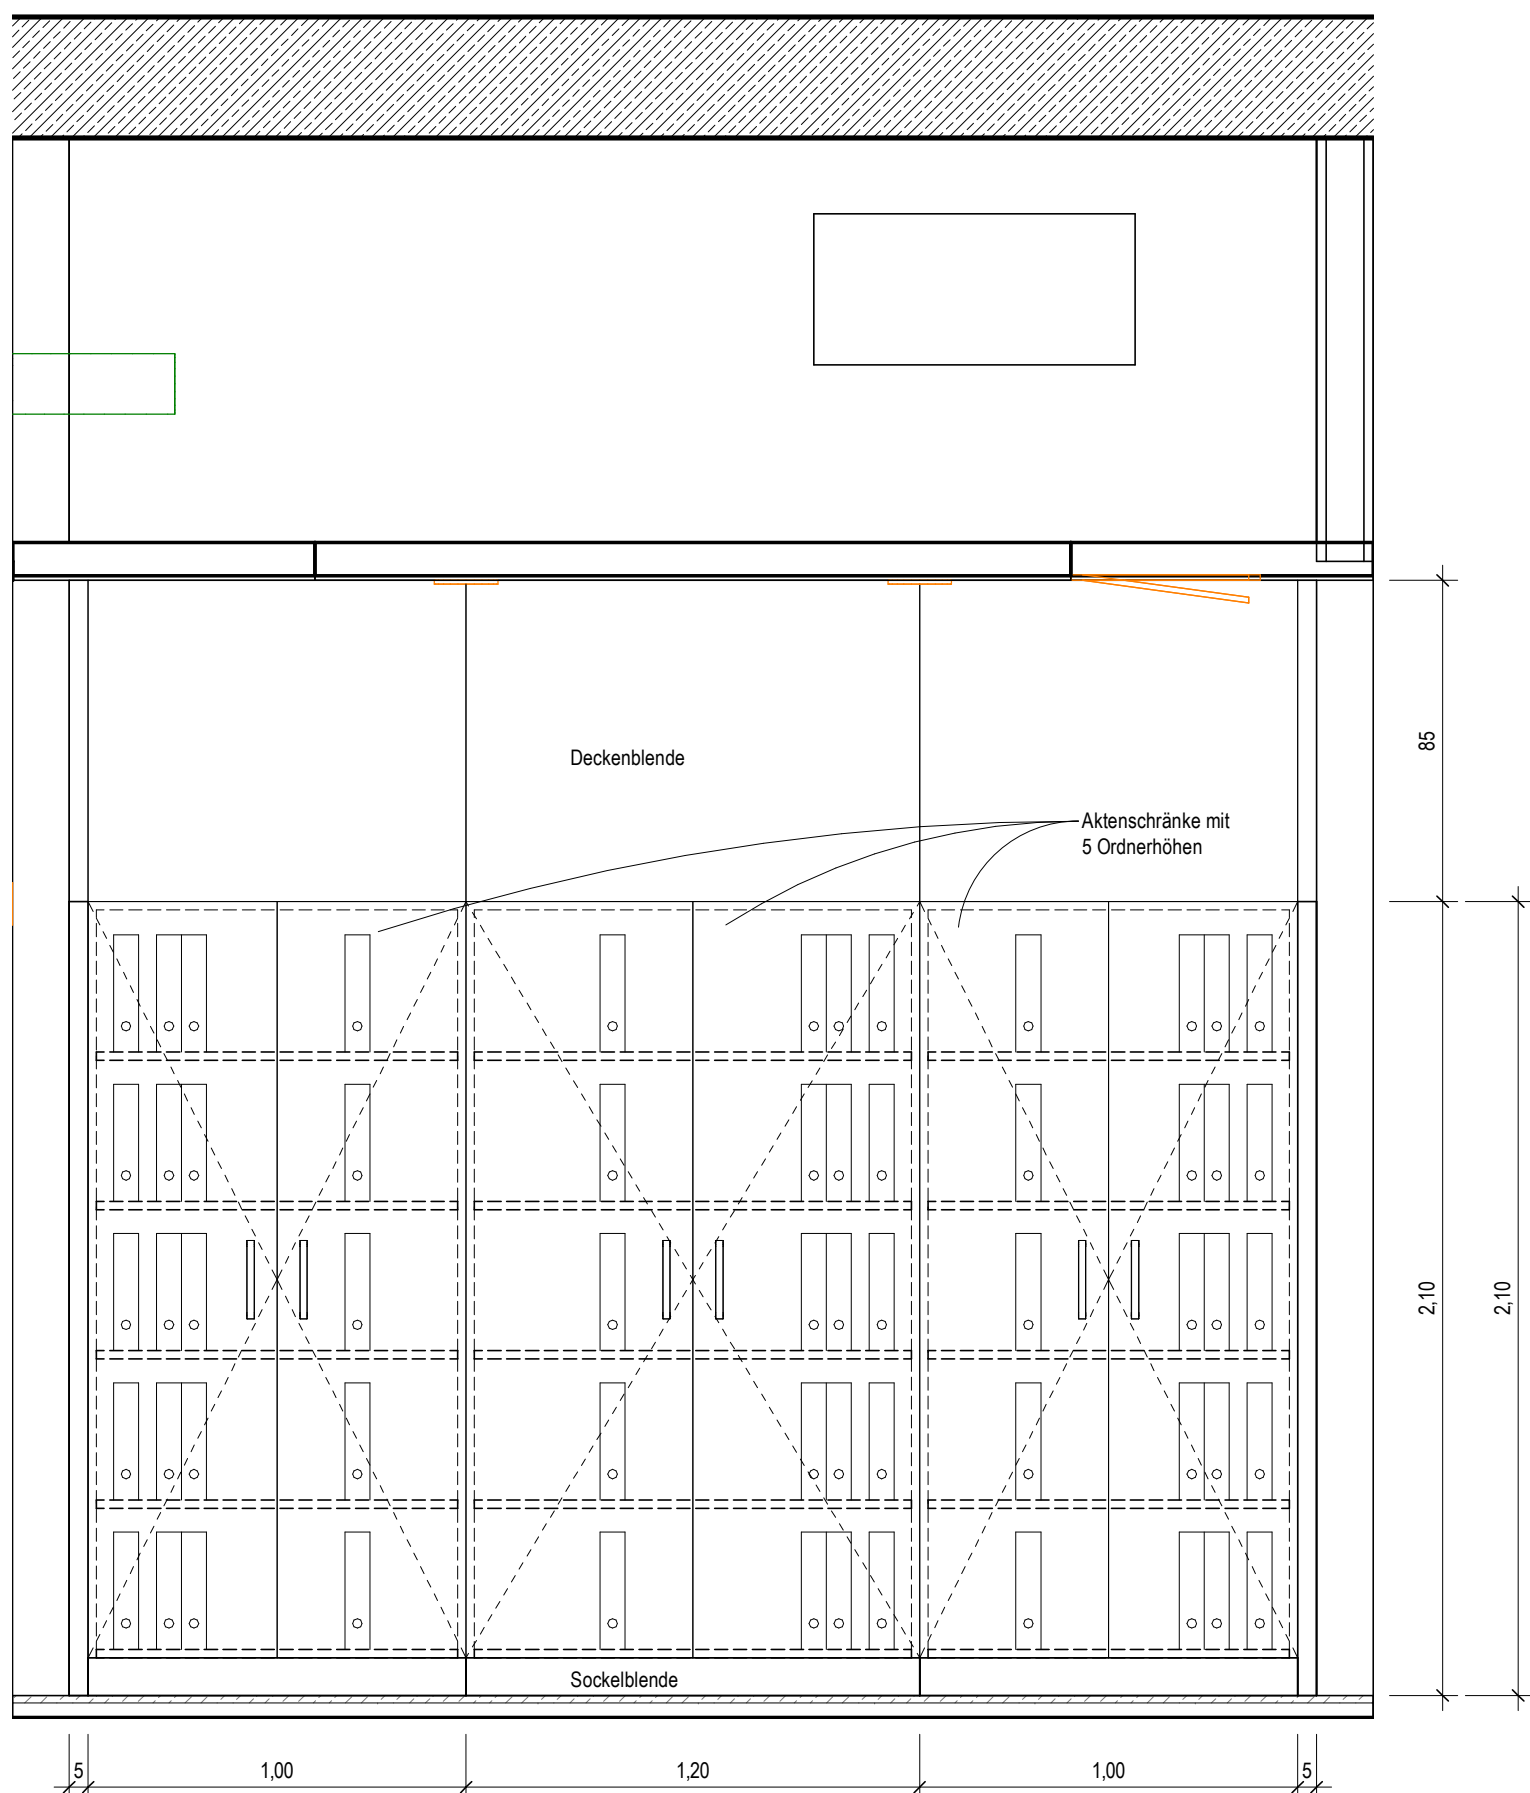 Deckenblende
85
Aktenschränke mit
5 Ordnerhöhen
2,10
2,10
Sockelblende
5
1,00
1,20
1,00
5